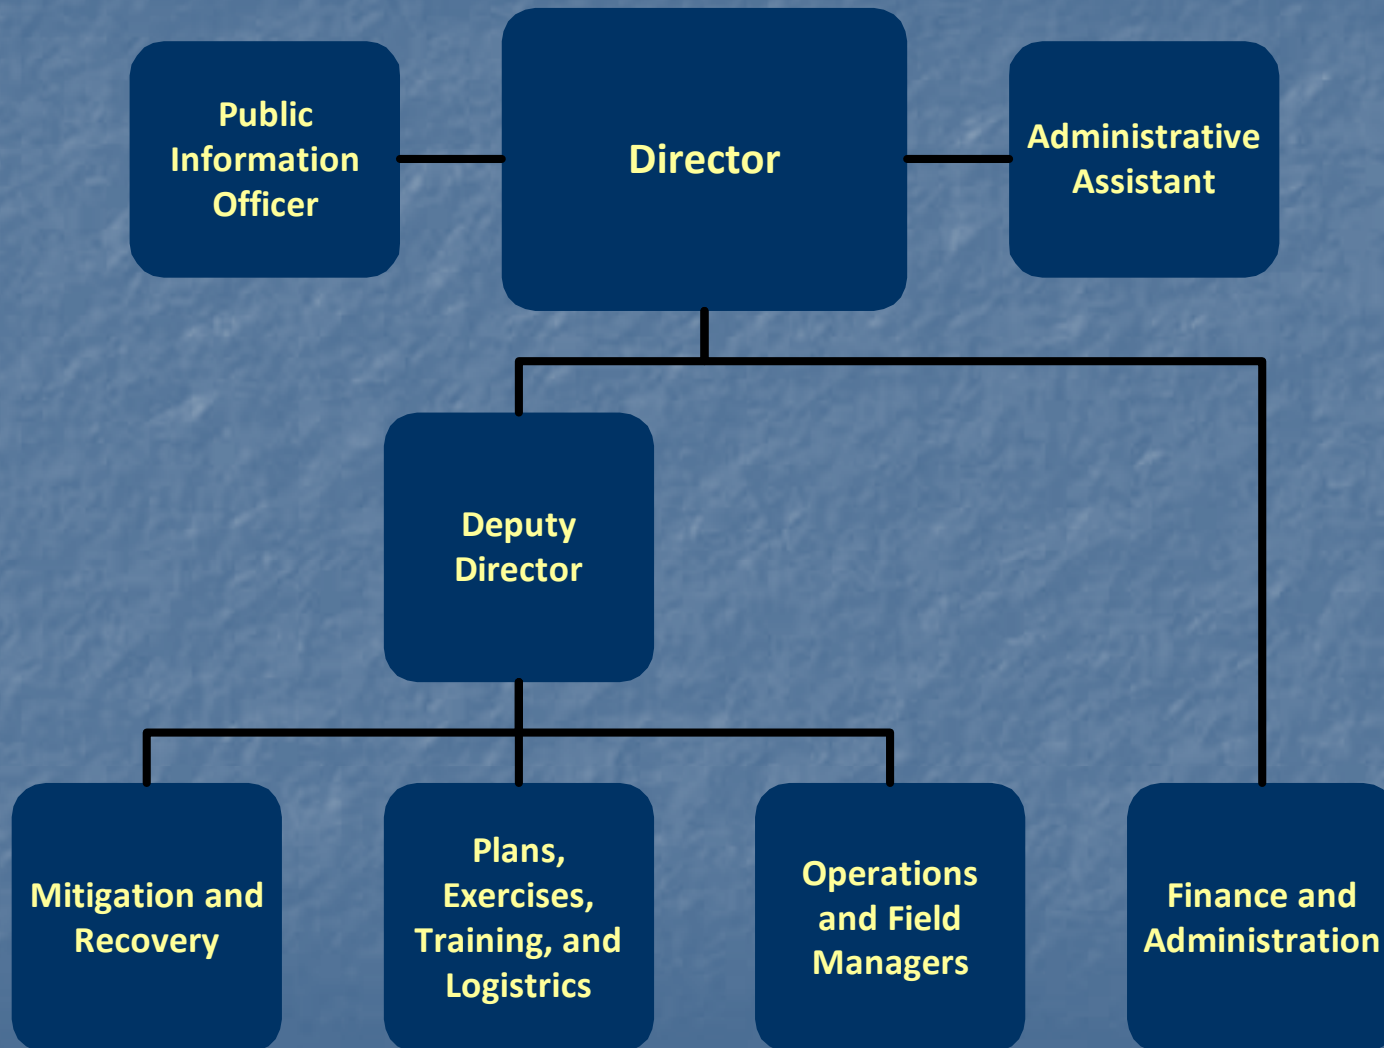 Public
Information
Officer
Director
Administrative
Assistant
Deputy
Director
Mitigation and
Recovery
Plans,
Exercises,
Training, and
Logistrics
Operations
and Field
Managers
Finance and
Administration